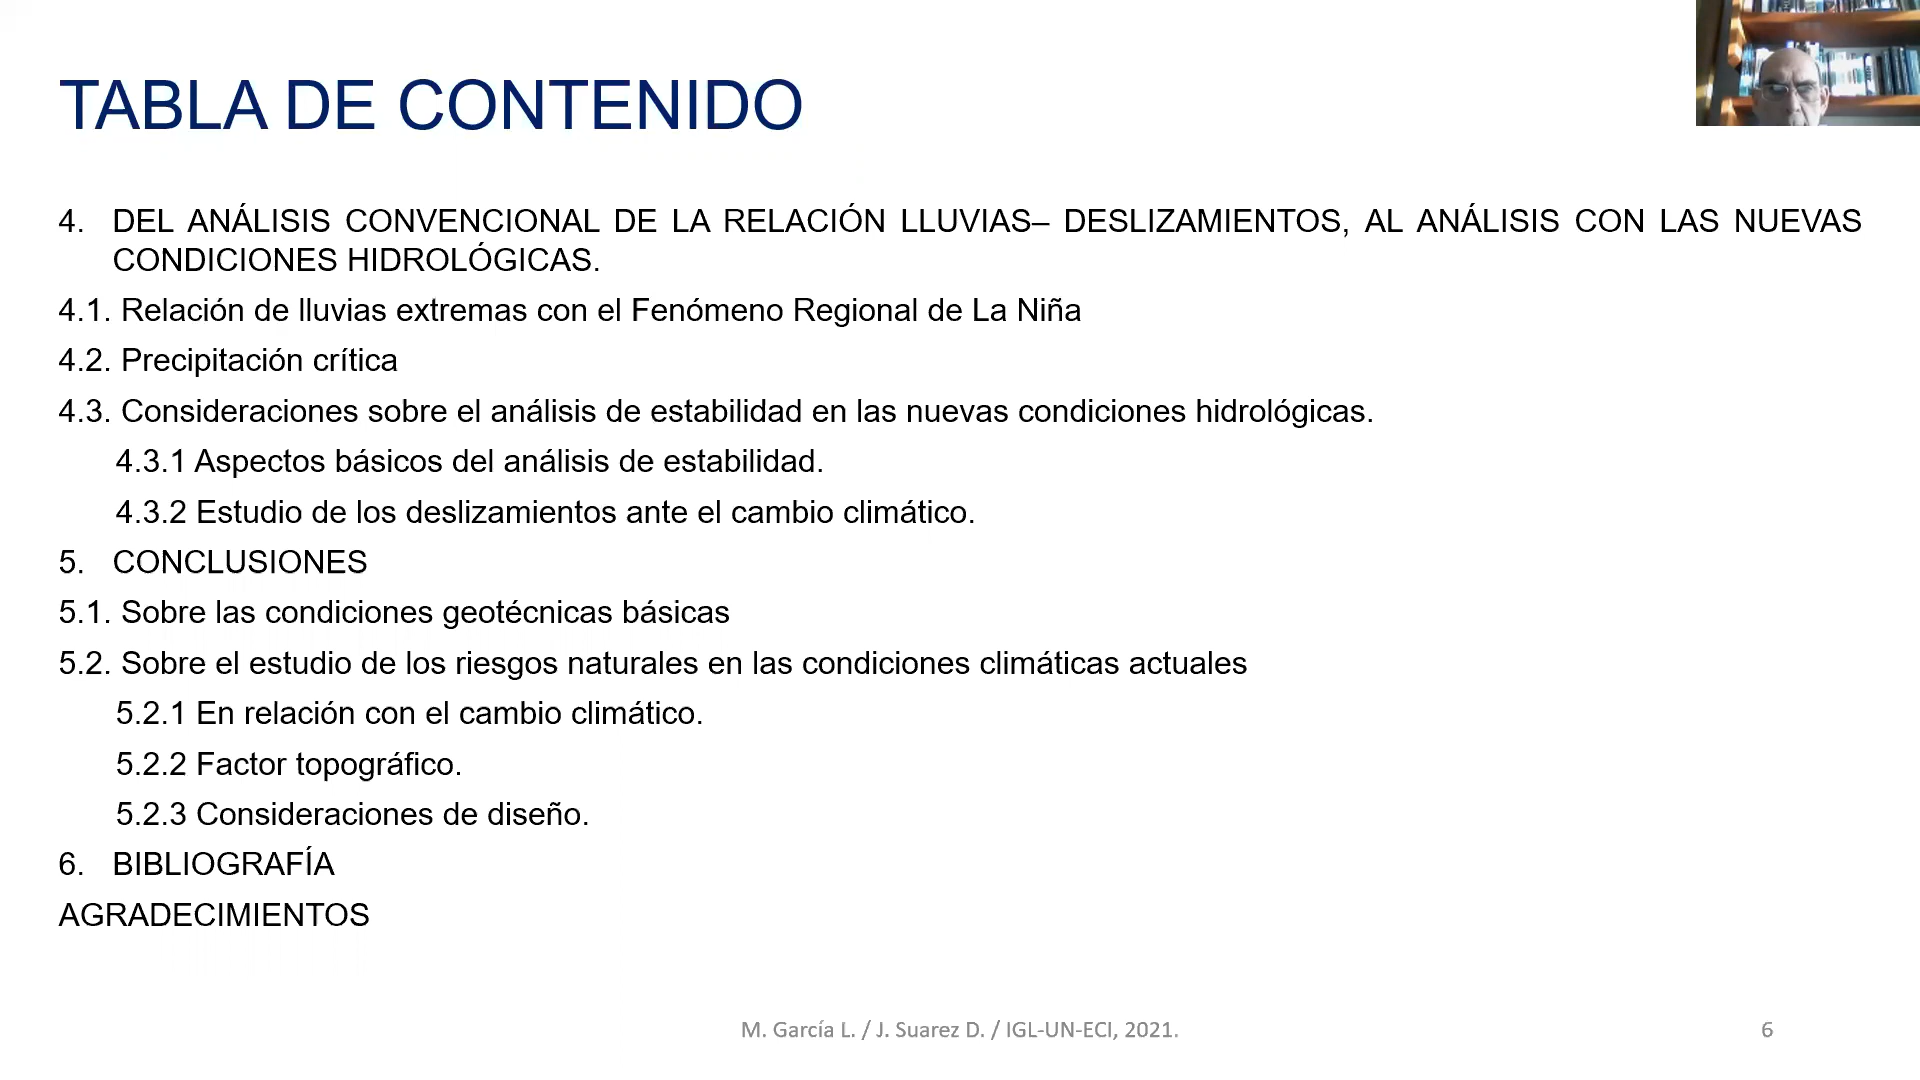 TABLA DE CONTENIDO
4. DEL ANÁLISIS CONVENCIONAL DE LA RELACIÓN LLUVIAS– DESLIZAMIENTOS, AL ANÁLISIS CON LAS NUEVAS
CONDICIONES HIDROLÓGICAS.
4.1. Relación de lluvias extremas con el Fenómeno Regional de La Niña
4.2. Precipitación crítica
4.3. Consideraciones sobre el análisis de estabilidad en las nuevas condiciones hidrológicas.
4.3.1 Aspectos básicos del análisis de estabilidad.
4.3.2 Estudio de los deslizamientos ante el cambio climático.
5. CONCLUSIONES
5.1. Sobre las condiciones geotécnicas básicas
5.2. Sobre el estudio de los riesgos naturales en las condiciones climáticas actuales
5.2.1 En relación con el cambio climático.
5.2.2 Factor topográfico.
5.2.3 Consideraciones de diseño.
6. BIBLIOGRAFÍA
AGRADECIMIENTOS
M. García L. / J. Suarez D. / IGL-UN-ECI, 2021.
6